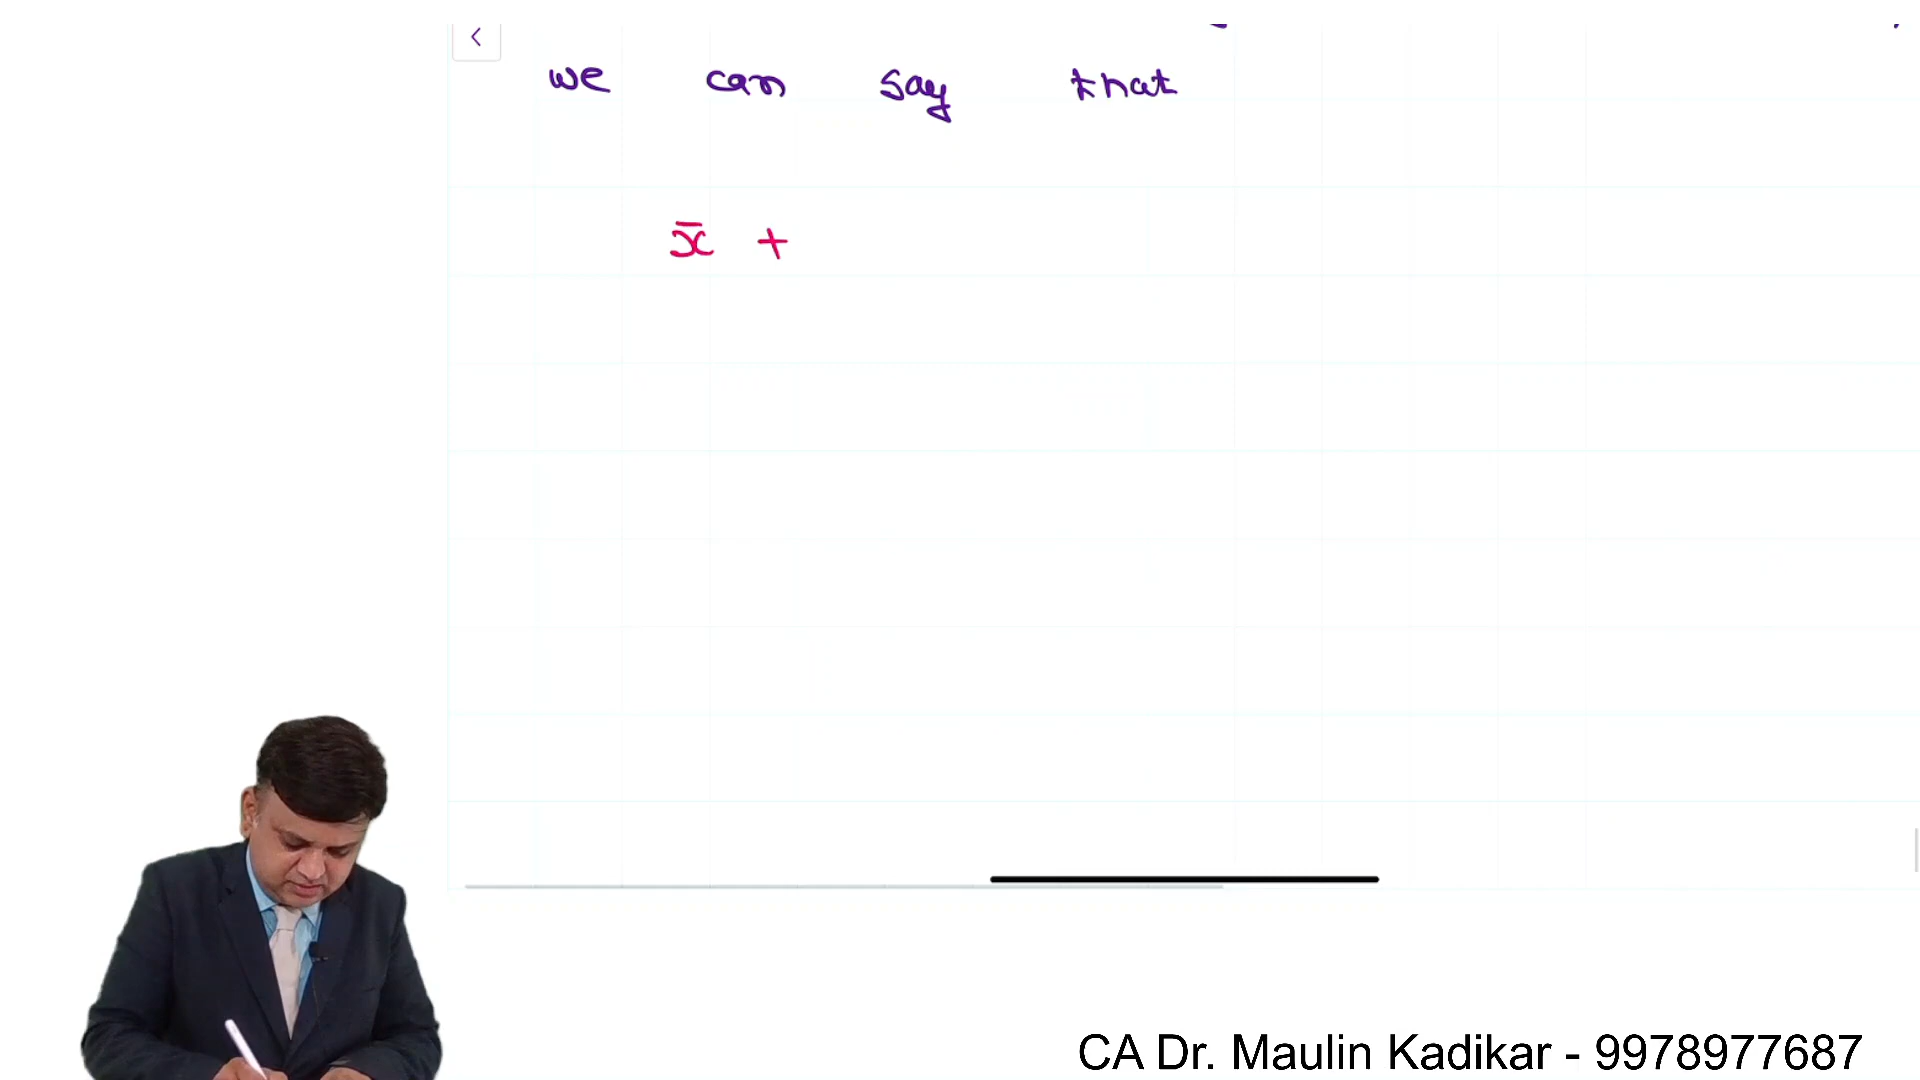 we can say that
x̄ +
CA Dr. Maulin Kadikar - 9978977687